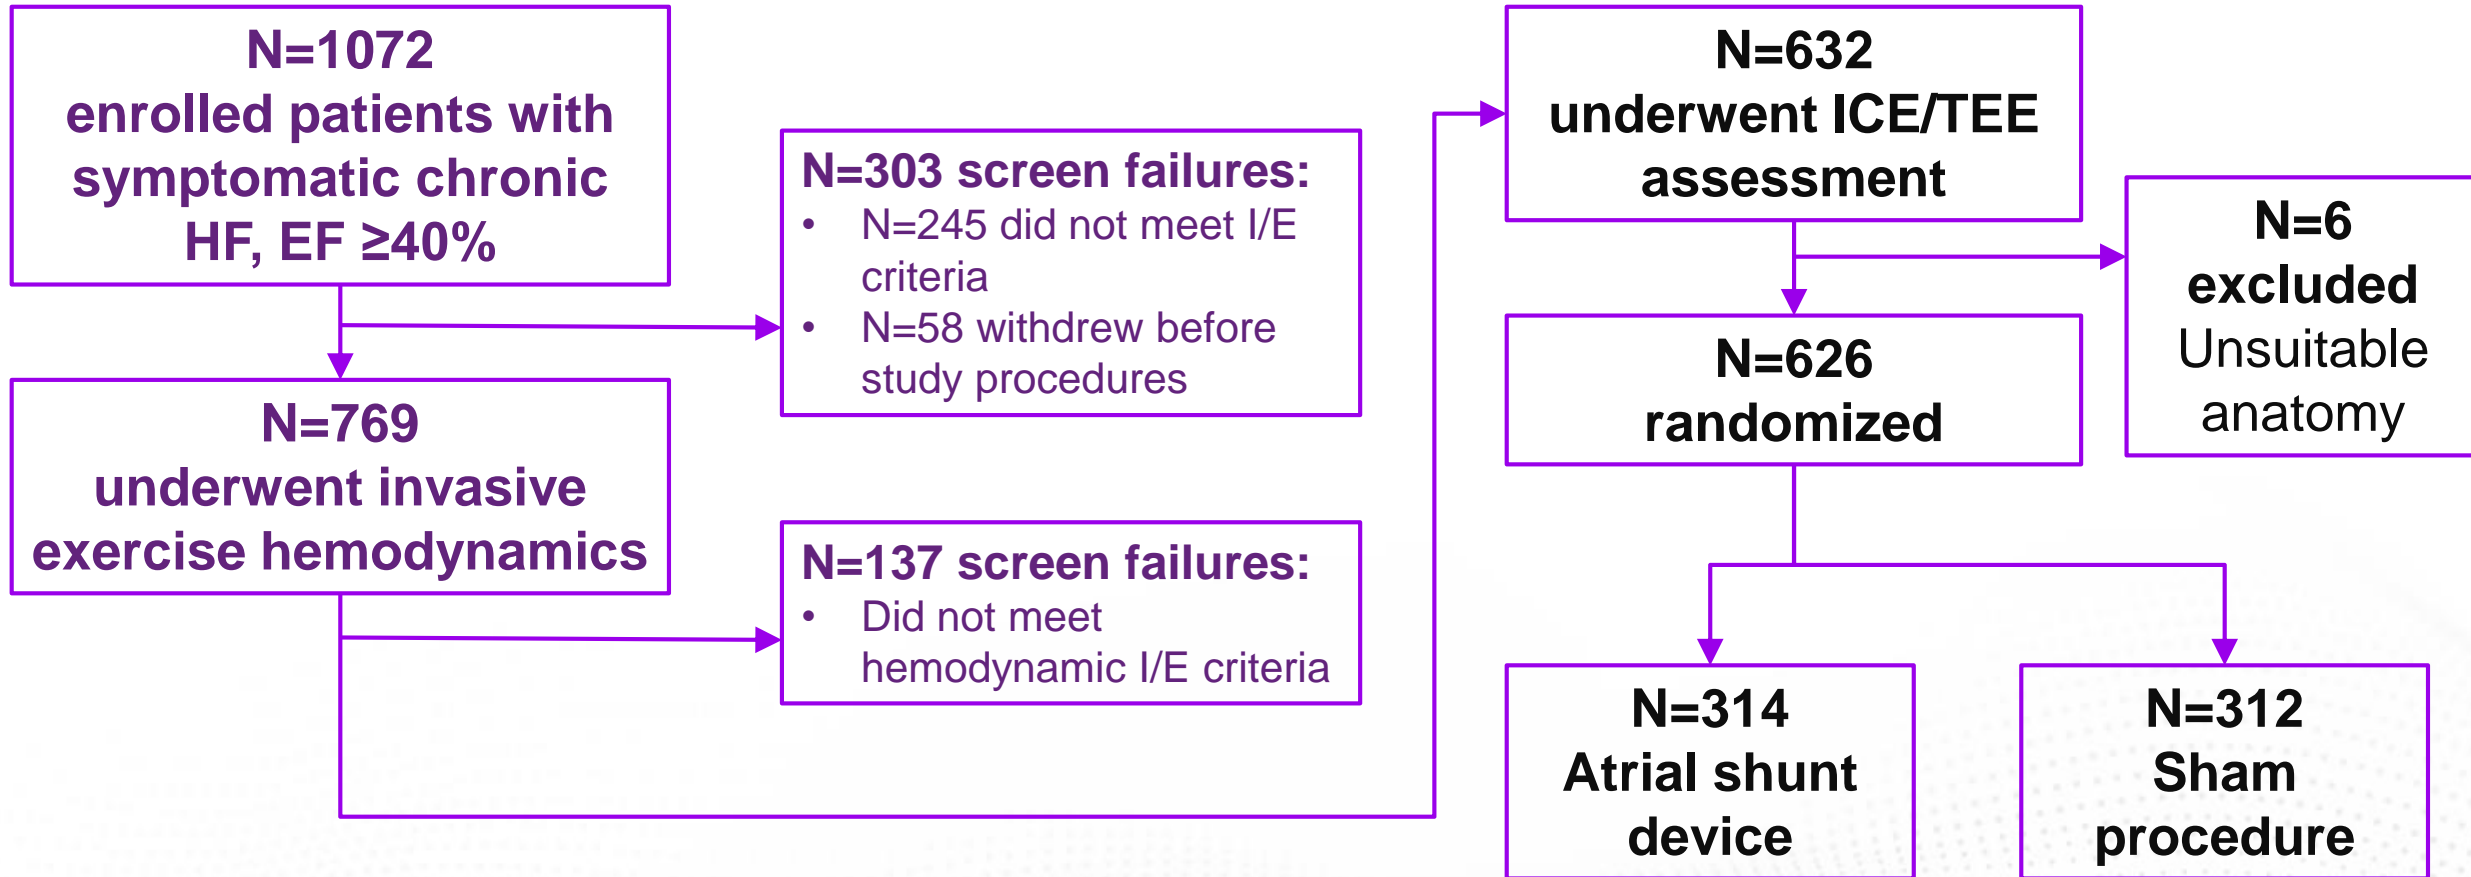 N=1072
enrolled patients with
symptomatic chronic
HF, EF ≥40%
N=303 screen failures:
• N=245 did not meet I/E
criteria
• N=58 withdrew before
study procedures
N=769
underwent invasive
exercise hemodynamics
N=137 screen failures:
• Did not meet
hemodynamic I/E criteria
N=632
underwent ICE/TEE
assessment
N=6
excluded
Unsuitable
anatomy
N=626
randomized
N=314
Atrial shunt
device
N=312
Sham
procedure